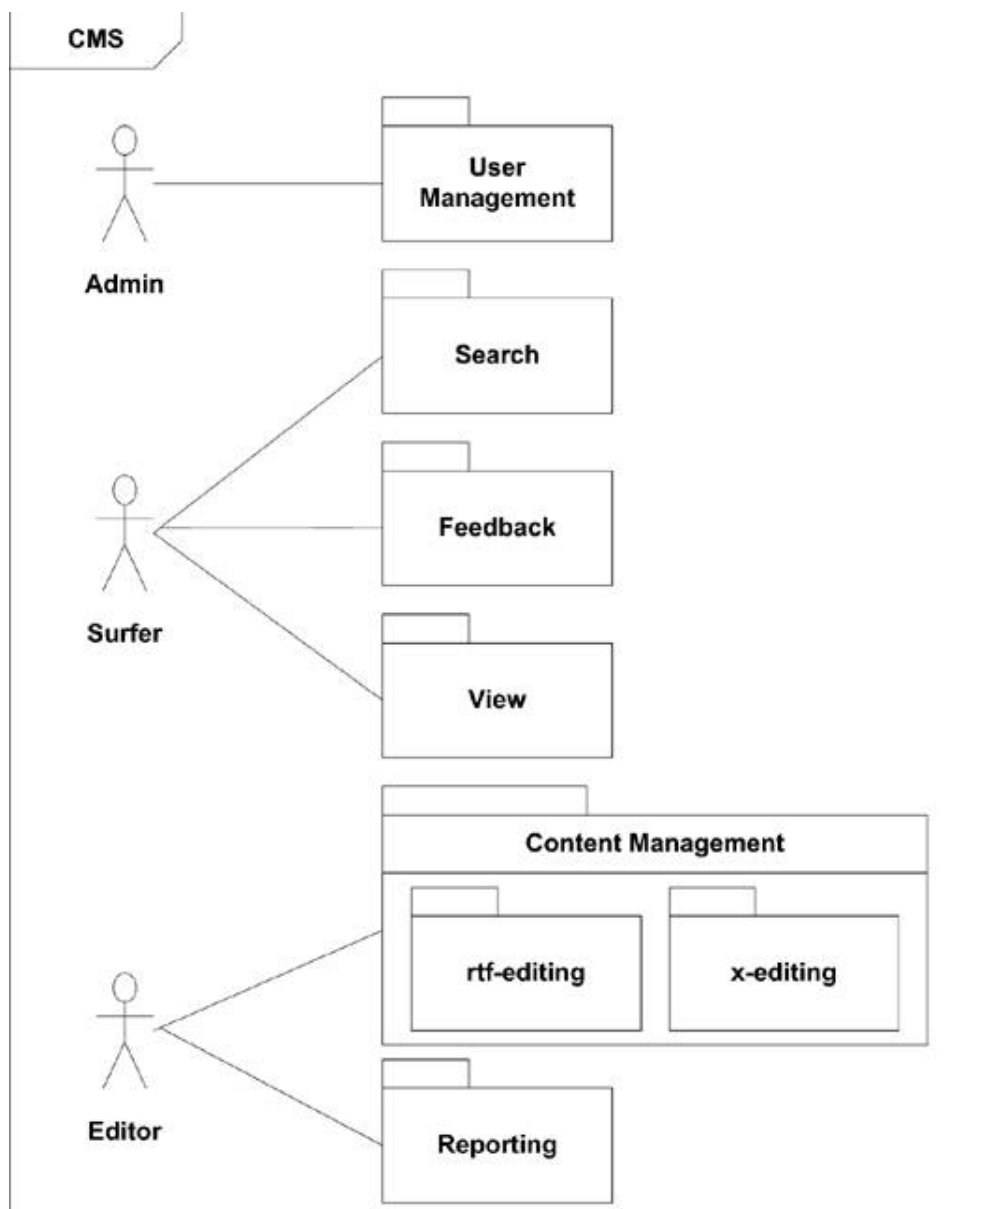 CMS
User
Management
Admin
Search
Feedback
Surfer
View
Content Management
rtf-editing
x-editing
Editor
Reporting